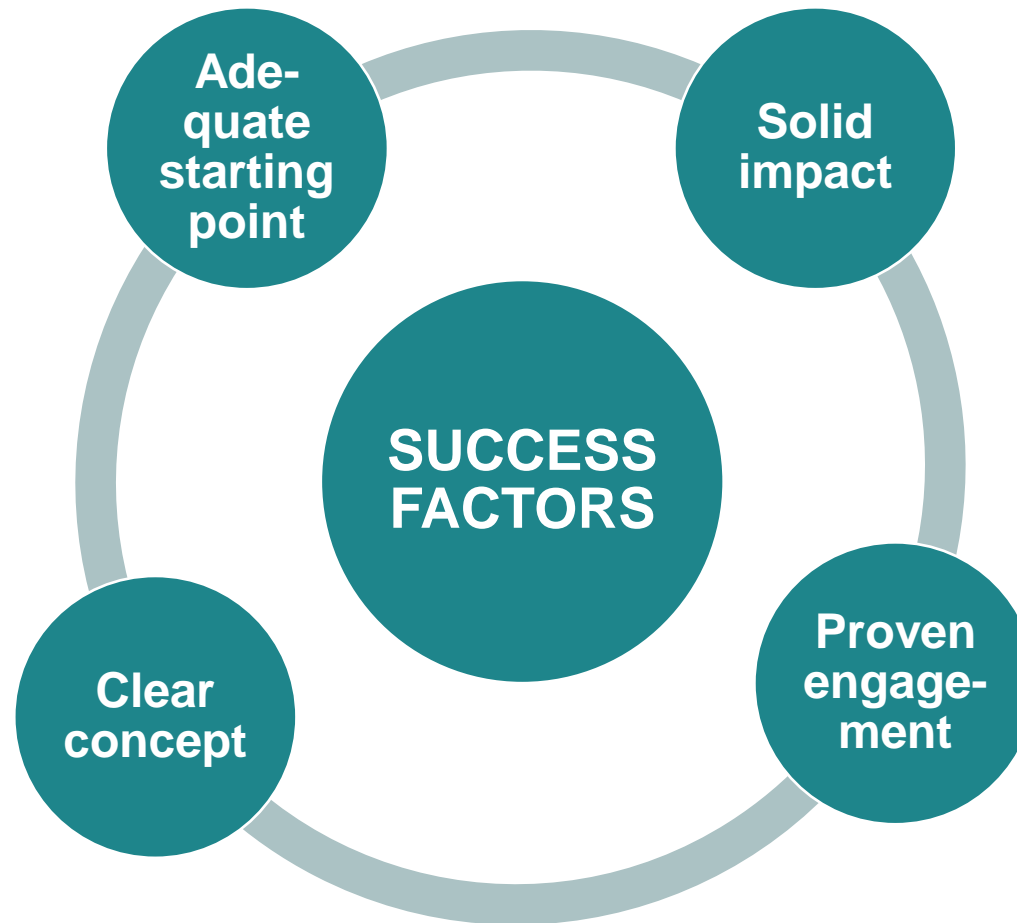 Ade-
quate
starting
point
Solid
impact
SUCCESS
FACTORS
Proven
engage-
ment
Clear
concept